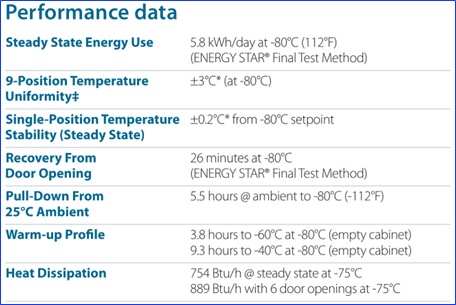 Performance data
Steady State Energy Use 5.8 kWh/day at -80°C (112°F)
(ENERGY STAR® Final Test Method)
9-Position Temperature ±3°C* (at -80°C)
Uniformity‡
Single-Position Temperature ±0.2°C* from -80°C setpoint
Stability (Steady State)
Recovery From 26 minutes at -80°C
Door Opening (ENERGY STAR® Final Test Method)
Pull-Down From 5.5 hours @ ambient to -80°C (-112°F)
25°C Ambient
Warm-up Profile 3.8 hours to -60°C at -80°C (empty cabinet)
9.3 hours to -40°C at -80°C (empty cabinet)
Heat Dissipation 754 Btu/h @ steady state at -75°C
889 Btu/h with 6 door openings at -75°C